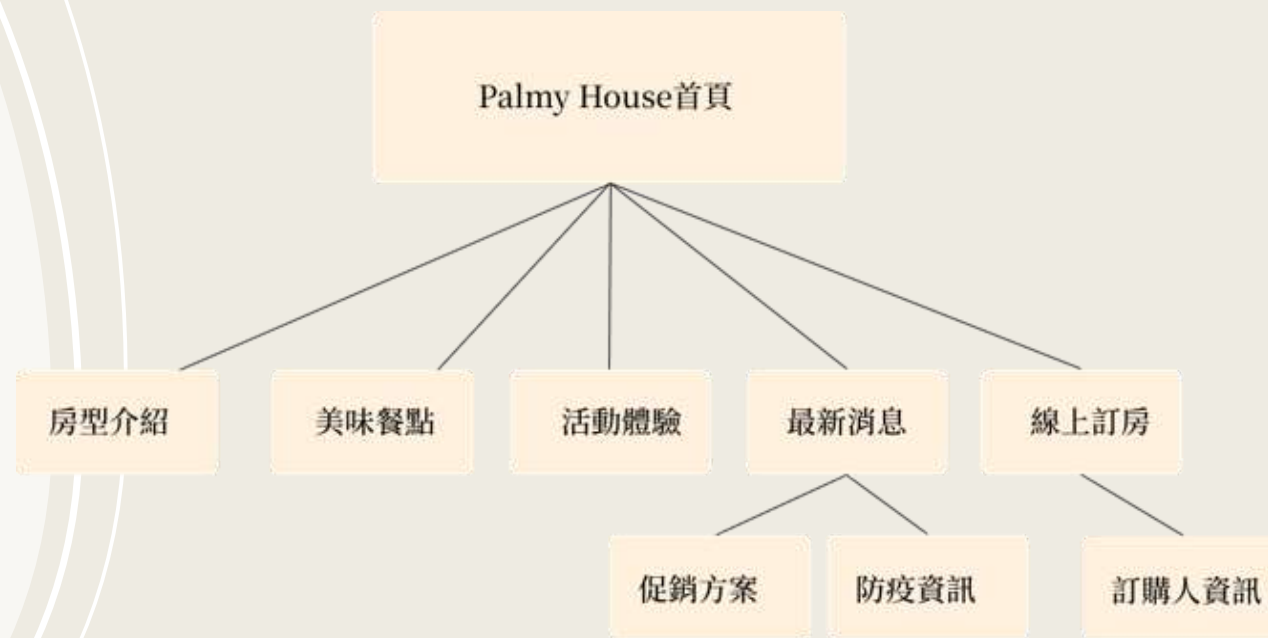 Palmy House首頁
房型介紹
美味餐點
活動體驗
最新消息
線上訂房
促銷方案
防疫資訊
訂購人資訊